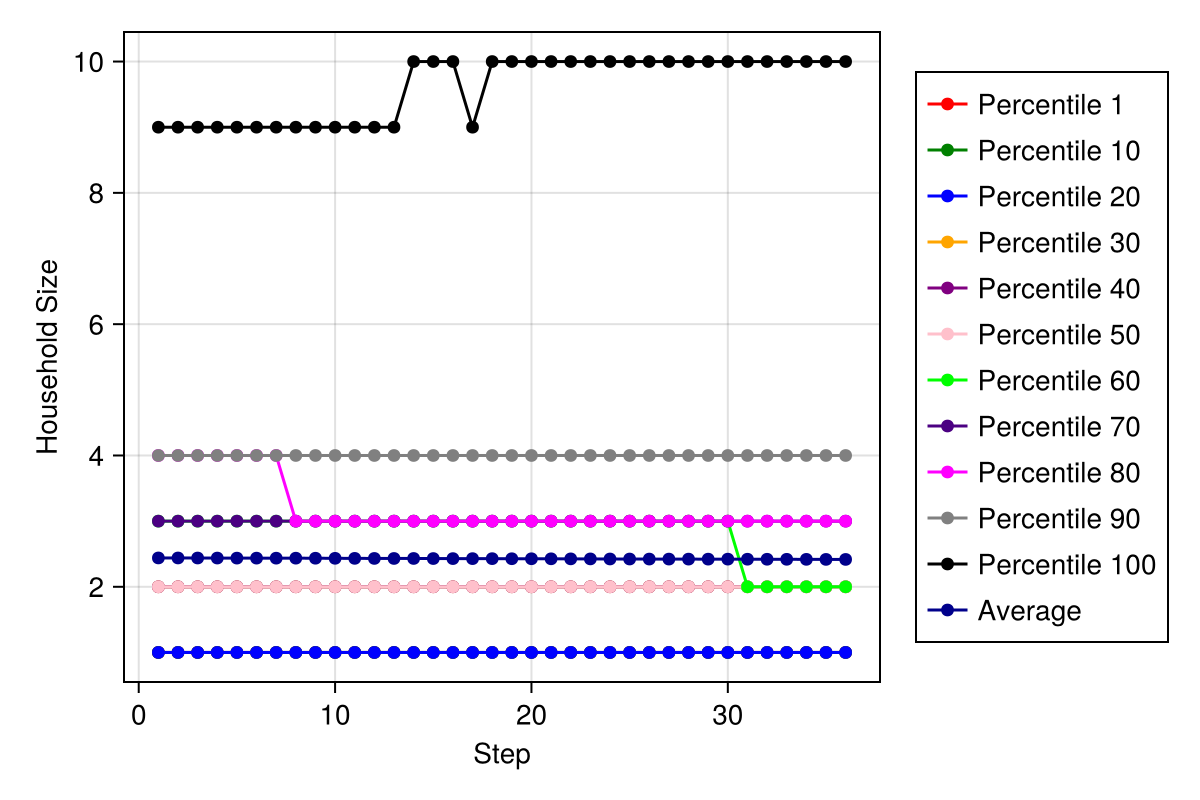 10
8
6
4
2
Household Size
0 10 20 30
Step
Percentile 1
Percentile 10
Percentile 20
Percentile 30
Percentile 40
Percentile 50
Percentile 60
Percentile 70
Percentile 80
Percentile 90
Percentile 100
Average